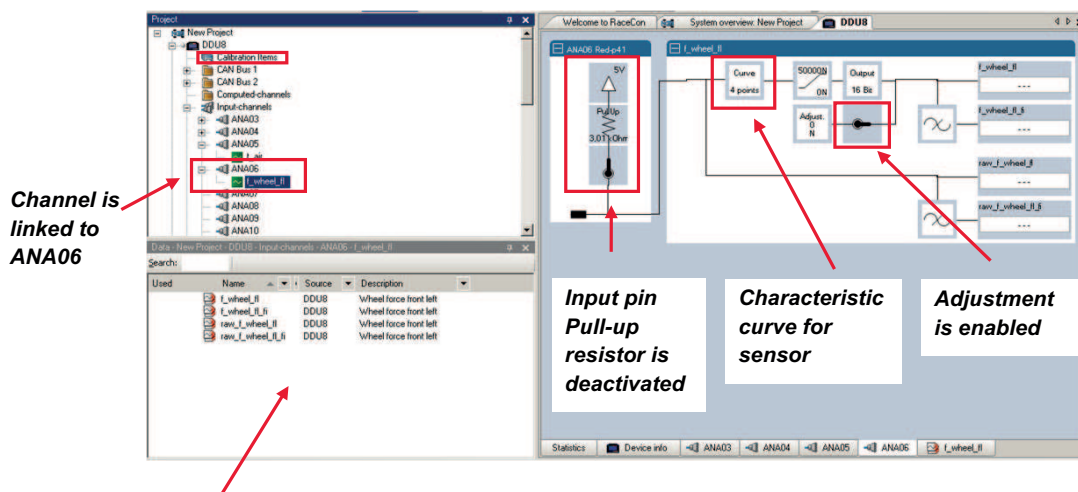 Project
New Project
DDU8
Calibration Items
CAN Bus 1
CAN Bus 2
Computed-channels
Input-channels
ANA03
ANA04
ANA05
t_air
ANA06
f_wheel_fl
ANA07
ANA08
ANA09
ANA10
Channel is
linked to
ANA06
Data - New Project - DDU8 - Input-channels - ANA06 - f_wheel_fl
Search:
Used Name Source Description
f_wheel_fl DDU8 Wheel force front left
f_wheel_fl_fi DDU8 Wheel force front left
raw_f_wheel_fl DDU8 Wheel force front left
raw_f_wheel_fl_fi DDU8 Wheel force front left
Welcome to RaceCon System overview: New Project DDU8
ANA06 Red-p41
5V
PullUp
3.01 kOhm
f_wheel_fl
Curve
4 points
50000N
0N
Output
16 Bit
Adjust.
0
N
f_wheel_fl
---
f_wheel_fl_fi
---
raw_f_wheel_fl
---
raw_f_wheel_fl_fi
---
Input pin
Pull-up
resistor is
deactivated
Characteristic
curve for
sensor
Adjustment
is enabled
Statistics Device info ANA03 ANA04 ANA05 ANA06 f_wheel_fl